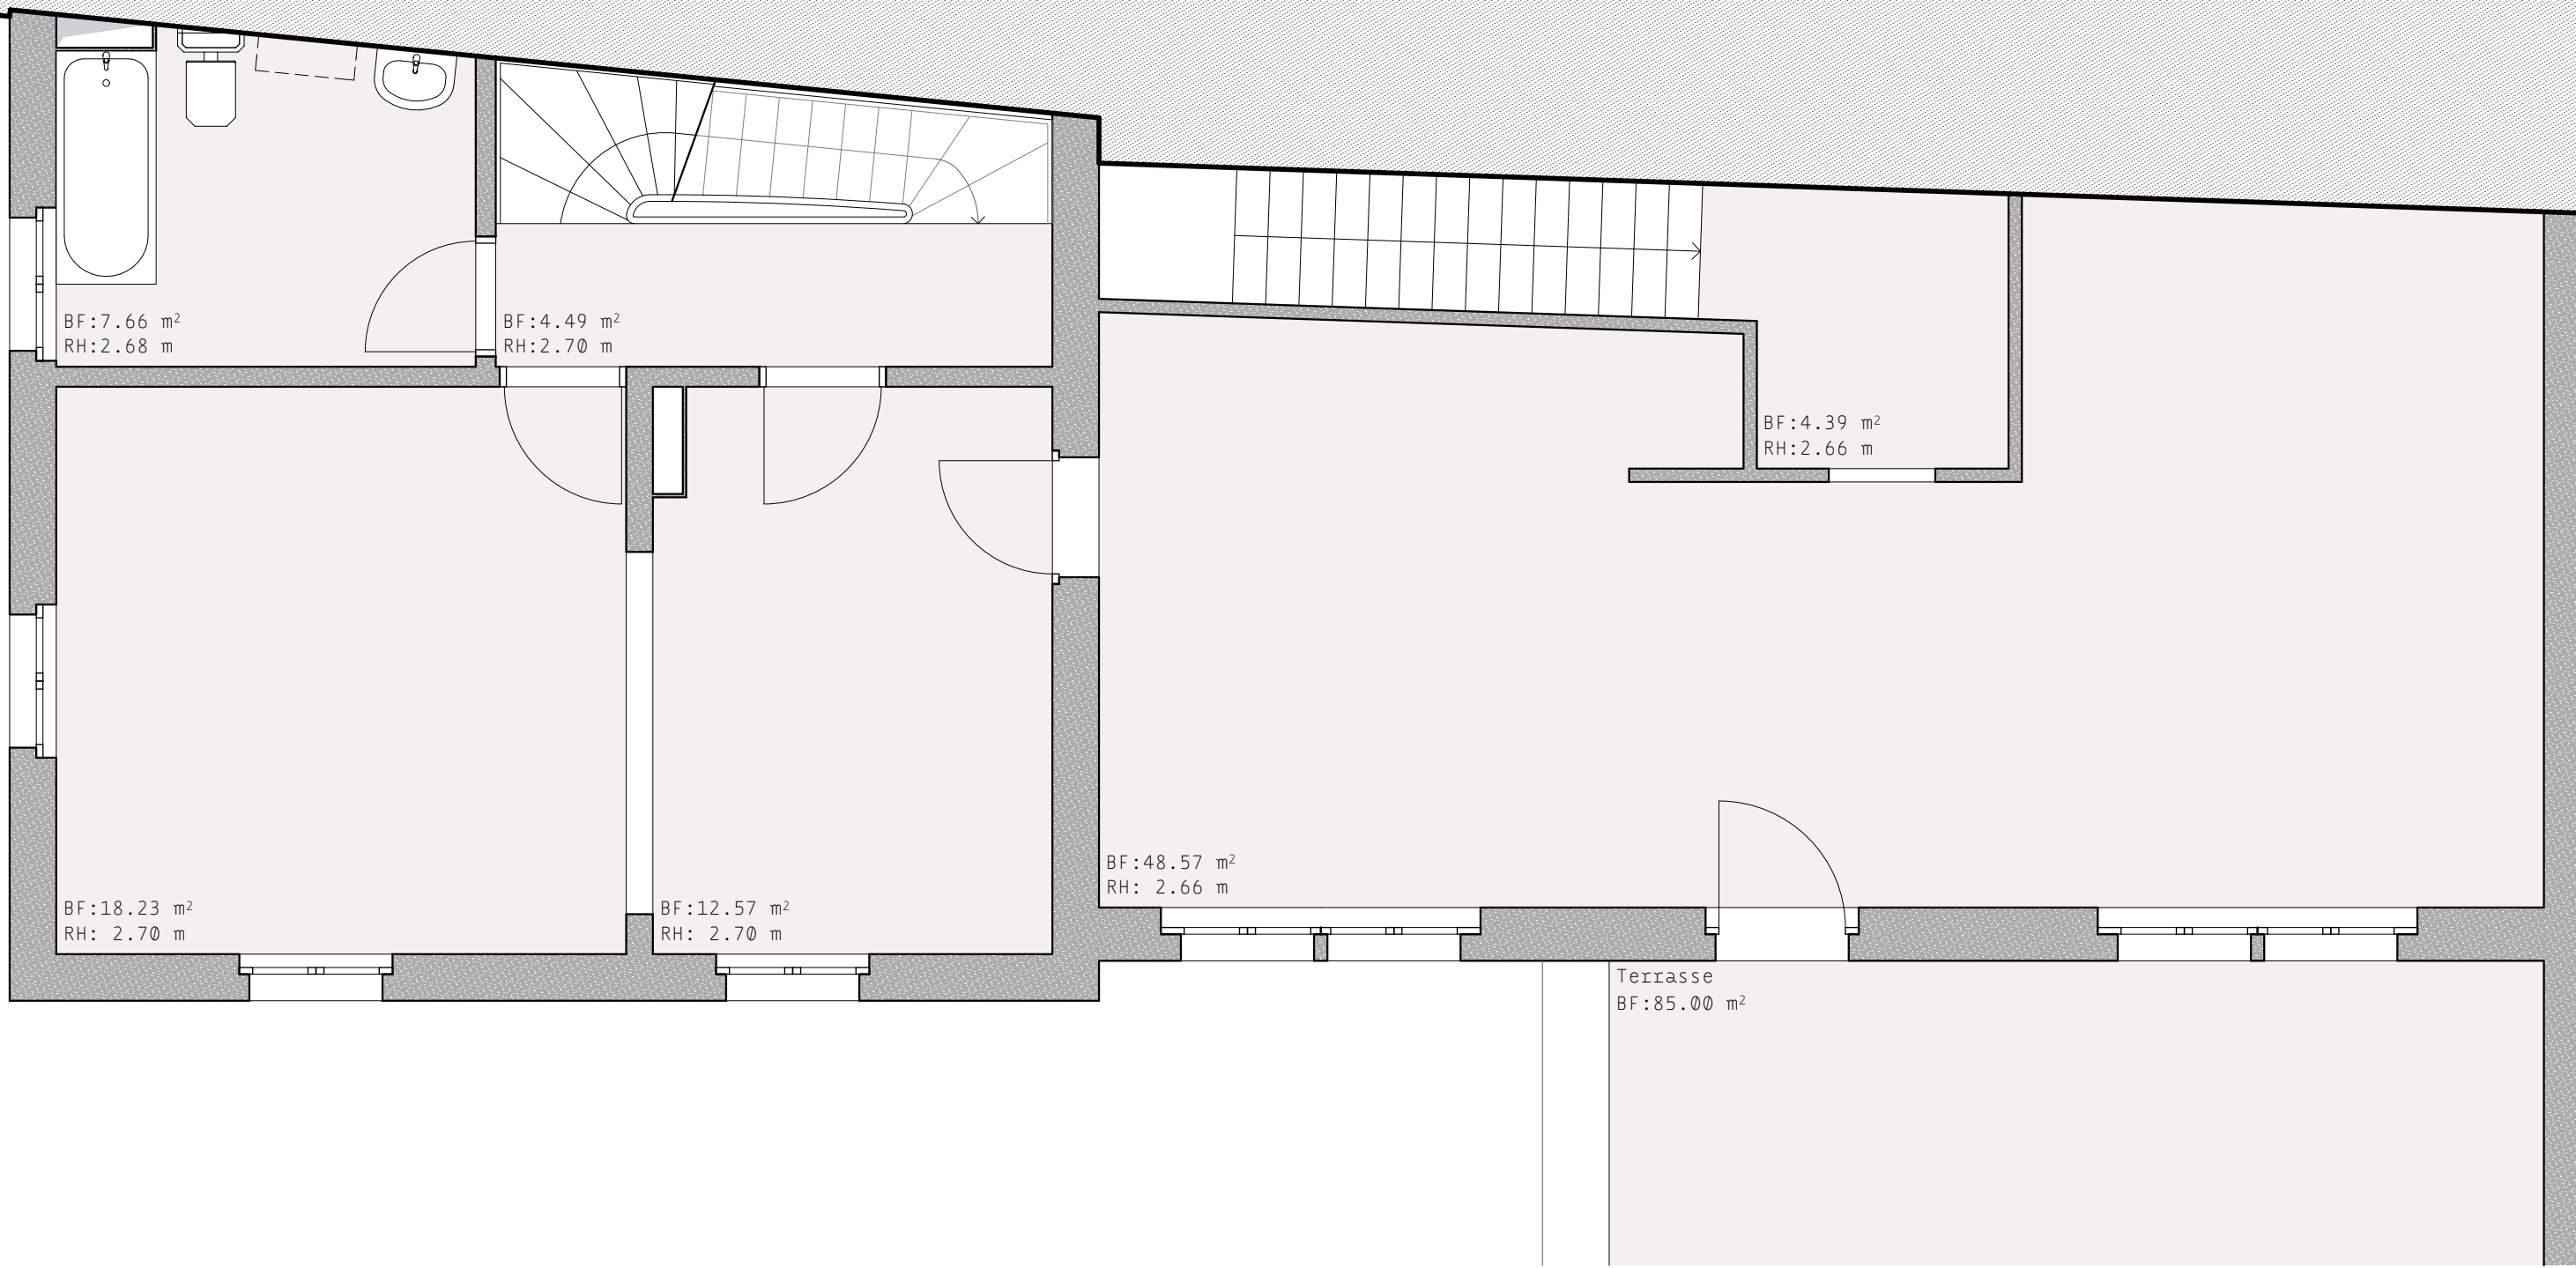 BF:7.66 m²
RH:2.68 m
BF:4.49 m²
RH:2.70 m
BF:4.39 m²
RH:2.66 m
BF:48.57 m²
RH: 2.66 m
BF:18.23 m²
RH: 2.70 m
BF:12.57 m²
RH: 2.70 m
Terrasse
BF:85.00 m²